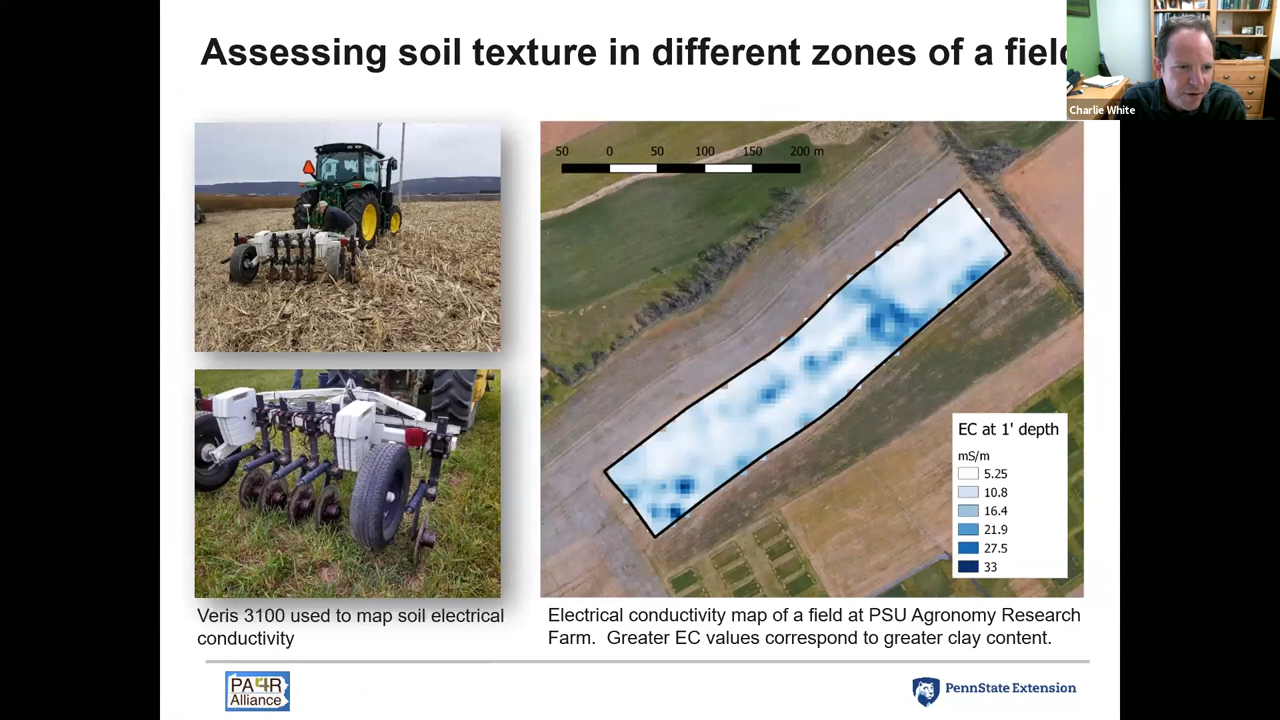 Assessing soil texture in different zones of a field
Charlie White
50 0 50 100 150 200 m
EC at 1' depth
mS/m
5.25
10.8
16.4
21.9
27.5
33
Veris 3100 used to map soil electrical
conductivity
Electrical conductivity map of a field at PSU Agronomy Research
Farm. Greater EC values correspond to greater clay content.
PA4R
Alliance
PennState Extension